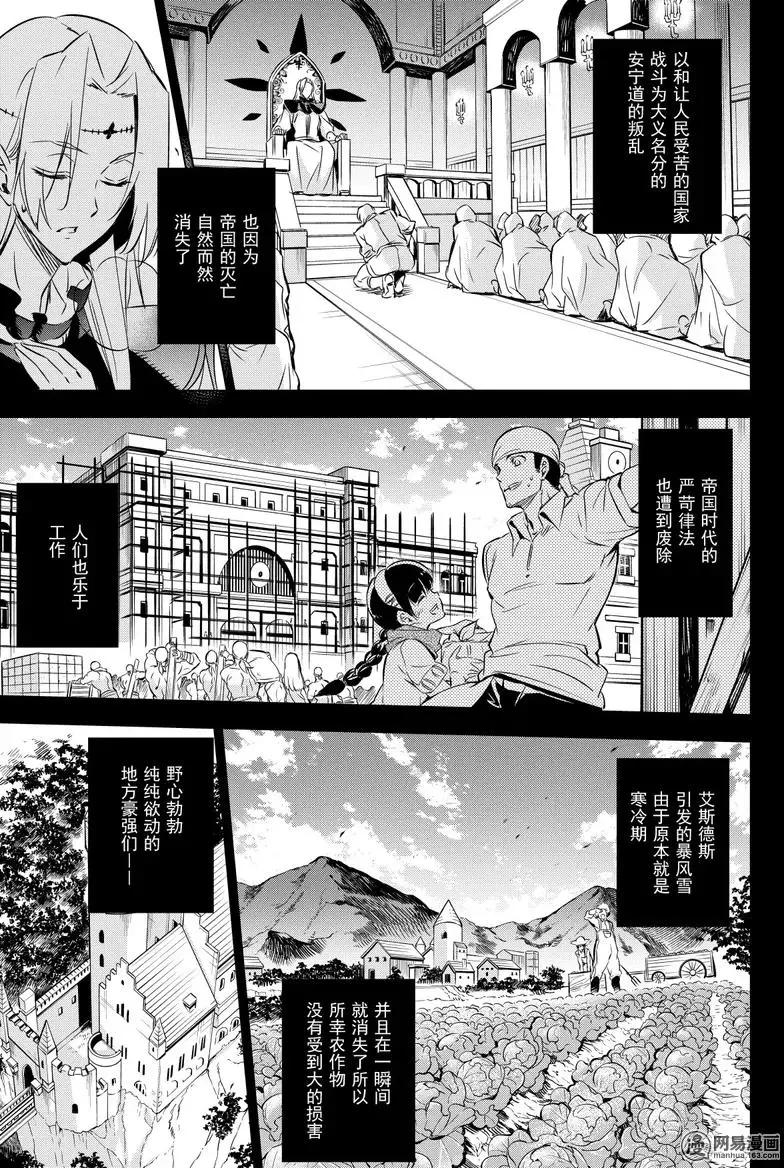 以和让人民受苦的国家
战斗为大义名分的
安宁道的叛乱
也因为
帝国的灭亡
自然而然
消失了
帝国时代的
严苛律法
也遭到废除
人们也乐于
工作
艾斯德斯
引发的暴风雪
由于原本就是
寒冷期
并且在一瞬间
就消失了所以
所幸农作物
没有受到大的损害
野心勃勃
纯纯欲动的
地方豪强们——
网易漫画
manhua.163.com